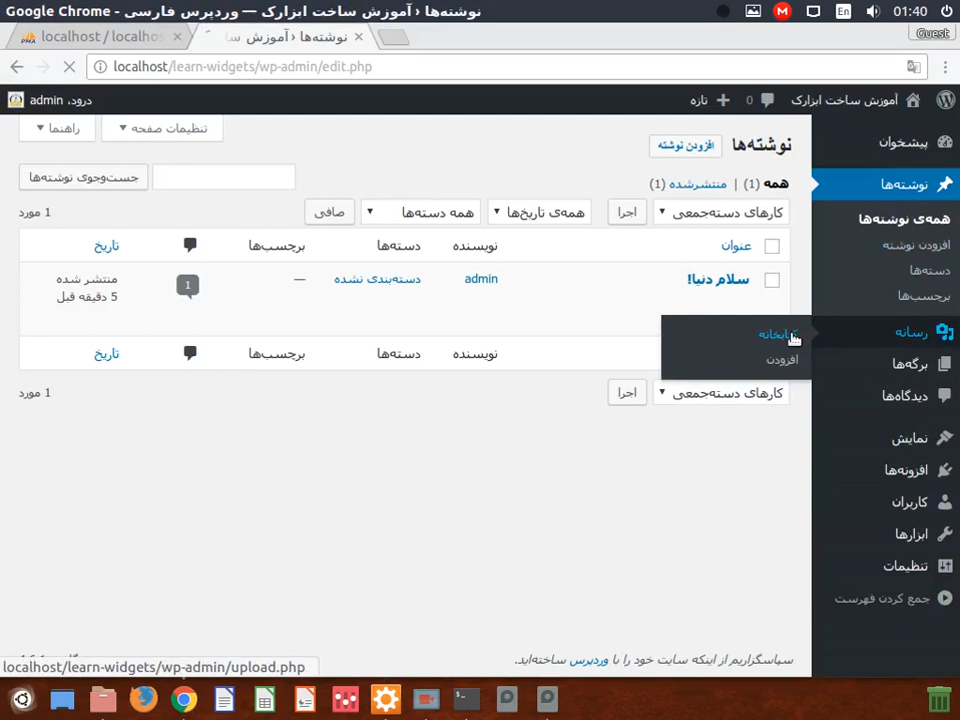 نوشته‌ها ‹ آموزش ساخت ابزارک — وردپرس فارسی - Google Chrome
En
01:40
localhost / localhos
نوشته‌ها ‹ آموزش سا
Guest
localhost/learn-widgets/wp-admin/edit.php
آموزش ساخت ابزارک
0
تازه
درود، admin
پیشخوان
نوشته‌ها
همه‌ی نوشته‌ها
افزودن نوشته
دسته‌ها
برچسب‌ها
رسانه
کتابخانه
افزودن
برگه‌ها
دیدگاه‌ها
نمایش
افزونه‌ها
کاربران
ابزارها
تنظیمات
جمع کردن فهرست
تنظیمات صفحه
راهنما
نوشته‌ها
افزودن نوشته
همه (1) | منتشرشده (1)
جست‌وجوی نوشته‌ها
کارهای دسته‌جمعی
اجرا
همه‌ی تاریخ‌ها
همه دسته‌ها
صافی
1 مورد
عنوان نویسنده دسته‌ها برچسب‌ها تاریخ
سلام دنیا! admin دسته‌بندی نشده — 1 منتشر شده
5 دقیقه قبل
نویسنده دسته‌ها برچسب‌ها تاریخ
کارهای دسته‌جمعی
اجرا
1 مورد
سپاسگزاریم از اینکه سایت خود را با وردپرس ساخته‌اید.
localhost/learn-widgets/wp-admin/upload.php